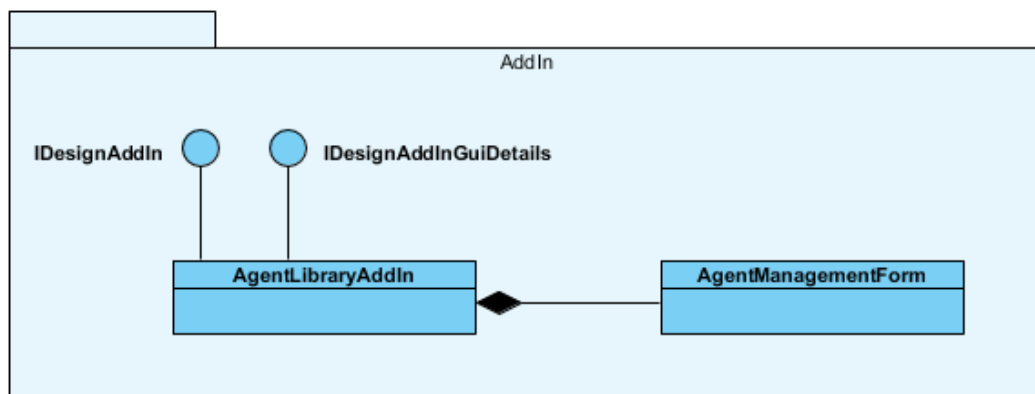 AddIn
IDesignAddIn
IDesignAddInGuiDetails
AgentLibraryAddIn
AgentManagementForm